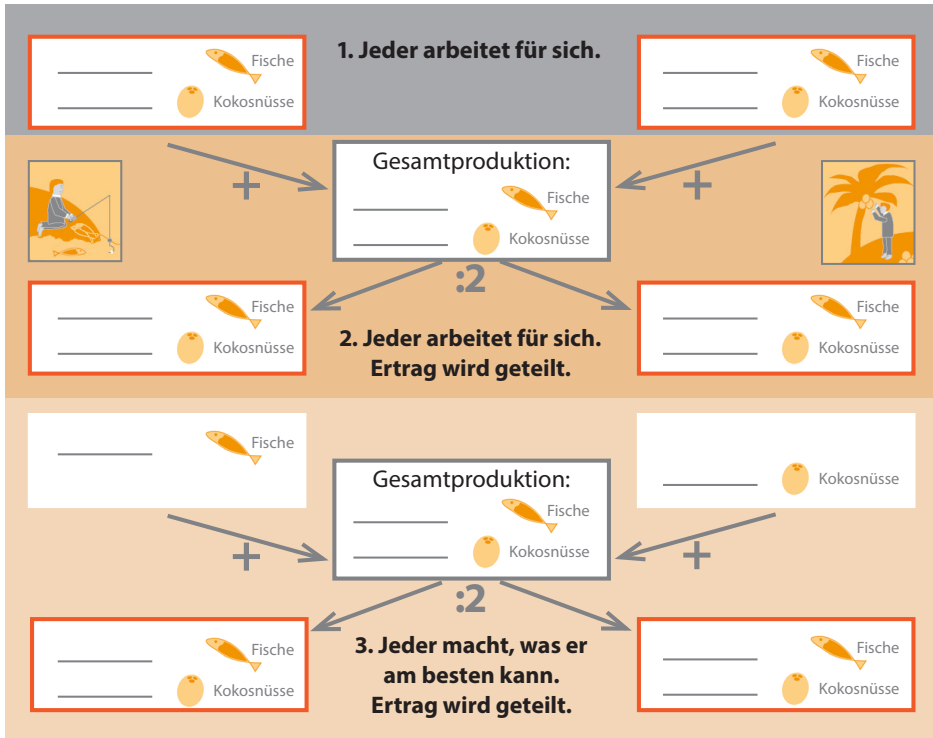 1. Jeder arbeitet für sich.
Fische
Kokosnüsse
Fische
Kokosnüsse
+
+
Gesamtproduktion:
Fische
Kokosnüsse
:2
Fische
Kokosnüsse
Fische
Kokosnüsse
2. Jeder arbeitet für sich.
Ertrag wird geteilt.
Fische
Kokosnüsse
+
+
Gesamtproduktion:
Fische
Kokosnüsse
:2
Fische
Kokosnüsse
Fische
Kokosnüsse
3. Jeder macht, was er
am besten kann.
Ertrag wird geteilt.